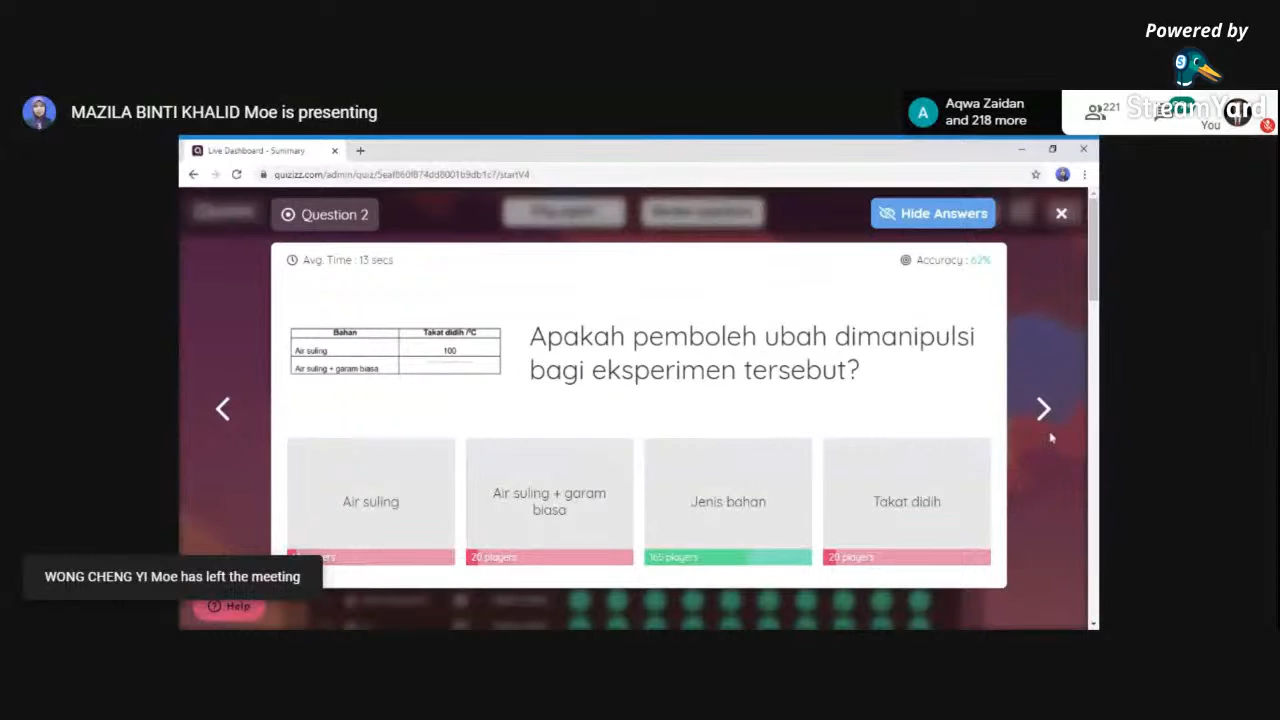 Powered by
StreamYard
MAZILA BINTI KHALID Moe is presenting
A
Aqwa Zaidan
and 218 more
221
You
Live Dashboard - Summary
quizizz.com/admin/quiz/5eaf860f874dd8001b9db1c7/startV4
Question 2
Hide Answers
Avg. Time : 13 secs
Accuracy : 62%
Bahan
Takat didih /°C
Air suling
100
Air suling + garam biasa
Apakah pemboleh ubah dimanipulsi
bagi eksperimen tersebut?
Air suling
Air suling + garam
biasa
Jenis bahan
Takat didih
20 players
165 players
20 players
WONG CHENG YI Moe has left the meeting
Help